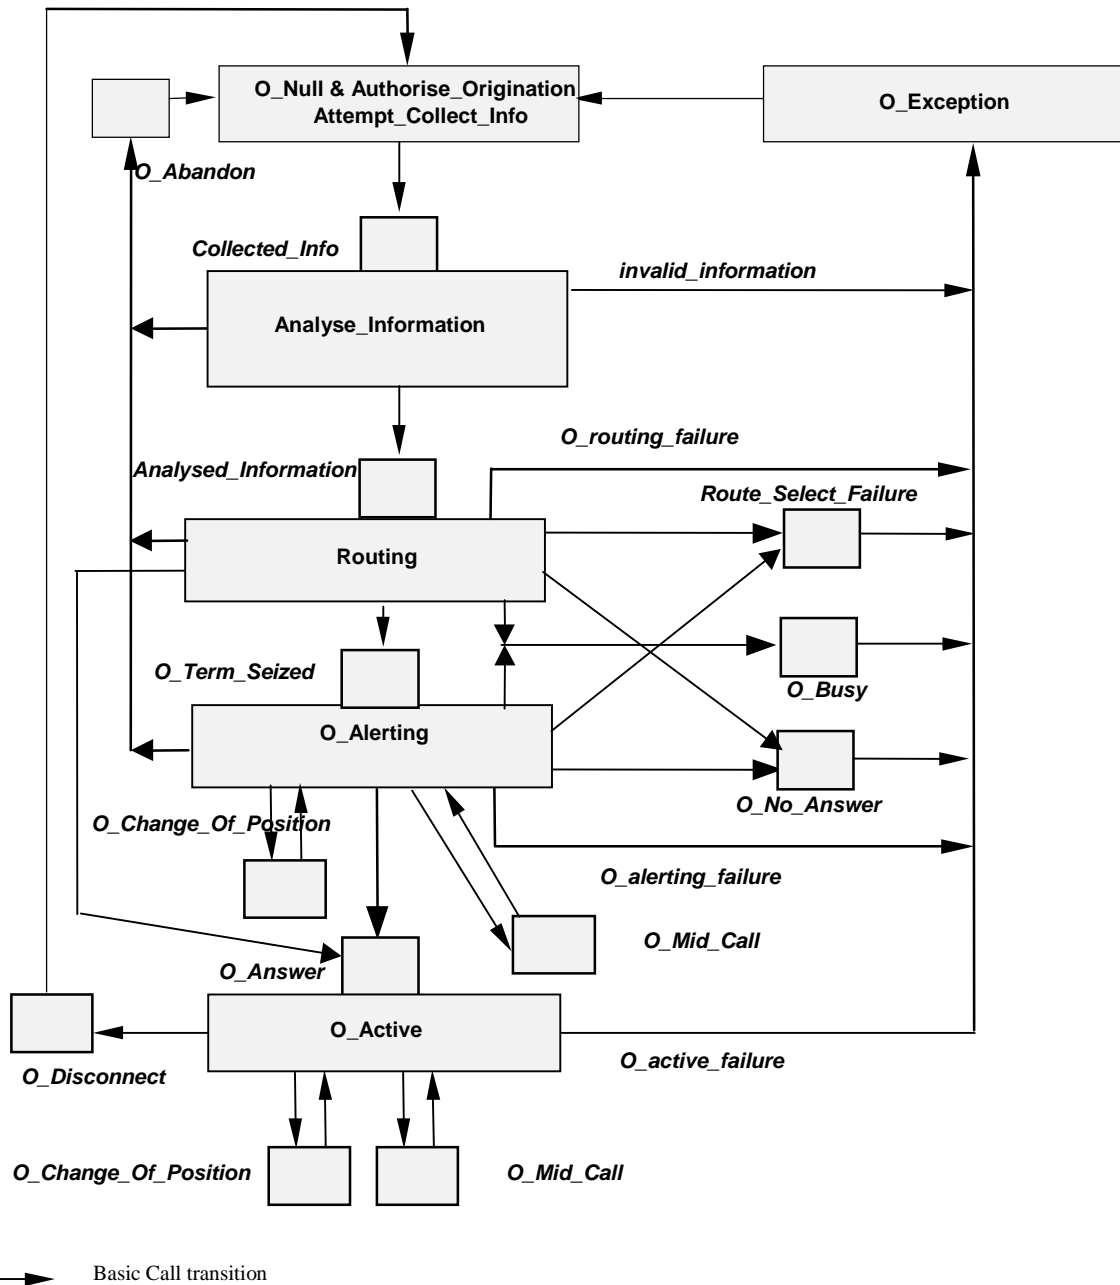 O_Null & Authorise_Origination
Attempt_Collect_Info
O_Exception
O_Abandon
Collected_Info
invalid_information
Analyse_Information
O_routing_failure
Analysed_Information
Route_Select_Failure
Routing
O_Term_Seized
O_Busy
O_Alerting
O_No_Answer
O_Change_Of_Position
O_alerting_failure
O_Mid_Call
O_Answer
O_Active
O_active_failure
O_Disconnect
O_Change_Of_Position
O_Mid_Call
Basic Call transition